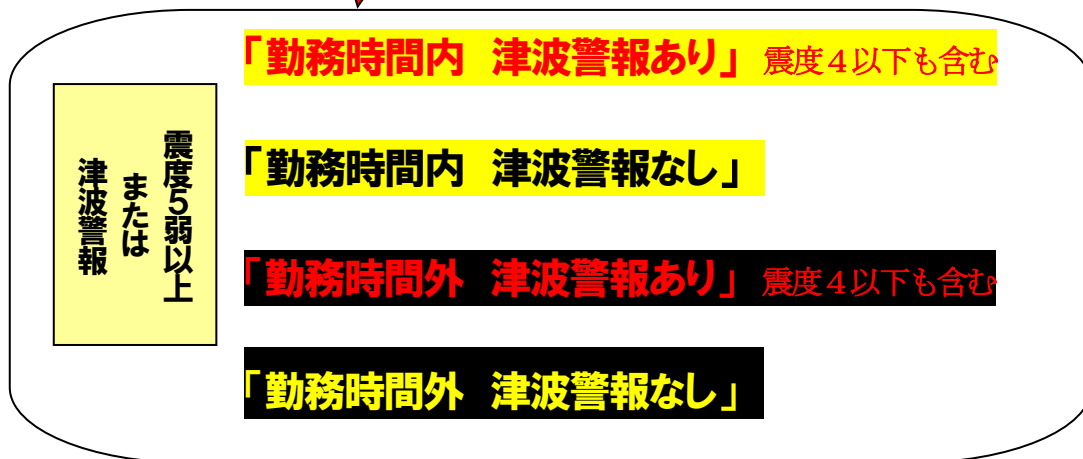 震度５弱以上
または
津波警報
「勤務時間内　津波警報あり」 震度４以下も含む
「勤務時間内　津波警報なし」
「勤務時間外　津波警報あり」 震度４以下も含む
「勤務時間外　津波警報なし」